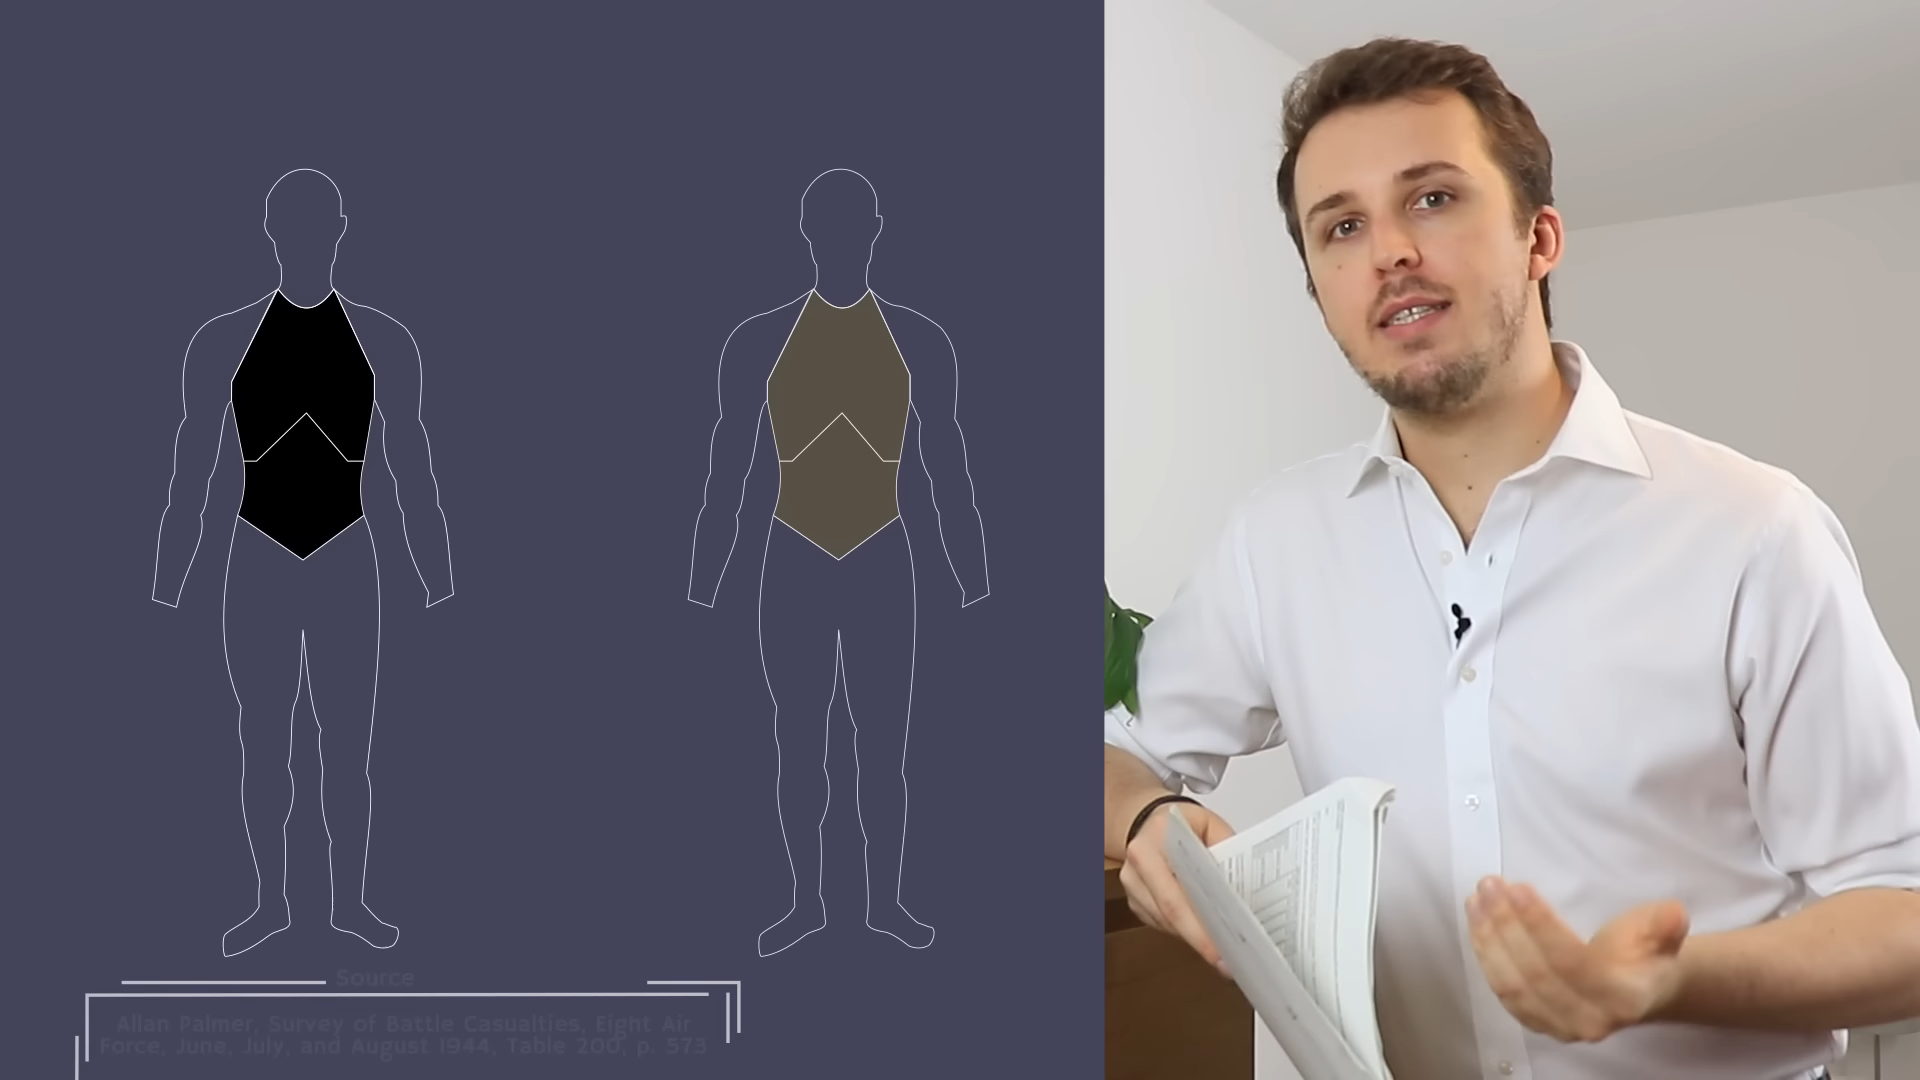 Source
Allan Palmer, Survey of Battle Casualties, Eight Air
Force, June, July, and August 1944, Table 200, p. 573